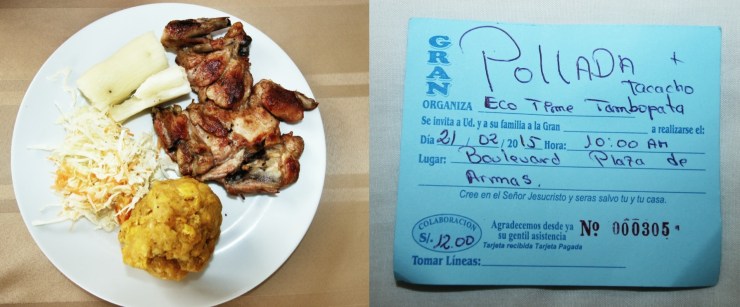 GRAN
Pollada +
Tacacho
ORGANIZA Eco Time Tambopata
Se invita a Ud. y a su familia a la Gran a realizarse el:
Día 21/02/2015 Hora: 10:00 AM
Lugar: Boulevard Plaza de
Armas.
Cree en el Señor Jesucristo y seras salvo tu y tu casa.
COLABORACION
S/. 12.00
Agradecemos desde ya
su gentil asistencia
Nº 000305
Tarjeta recibida Tarjeta Pagada
Tomar Líneas: